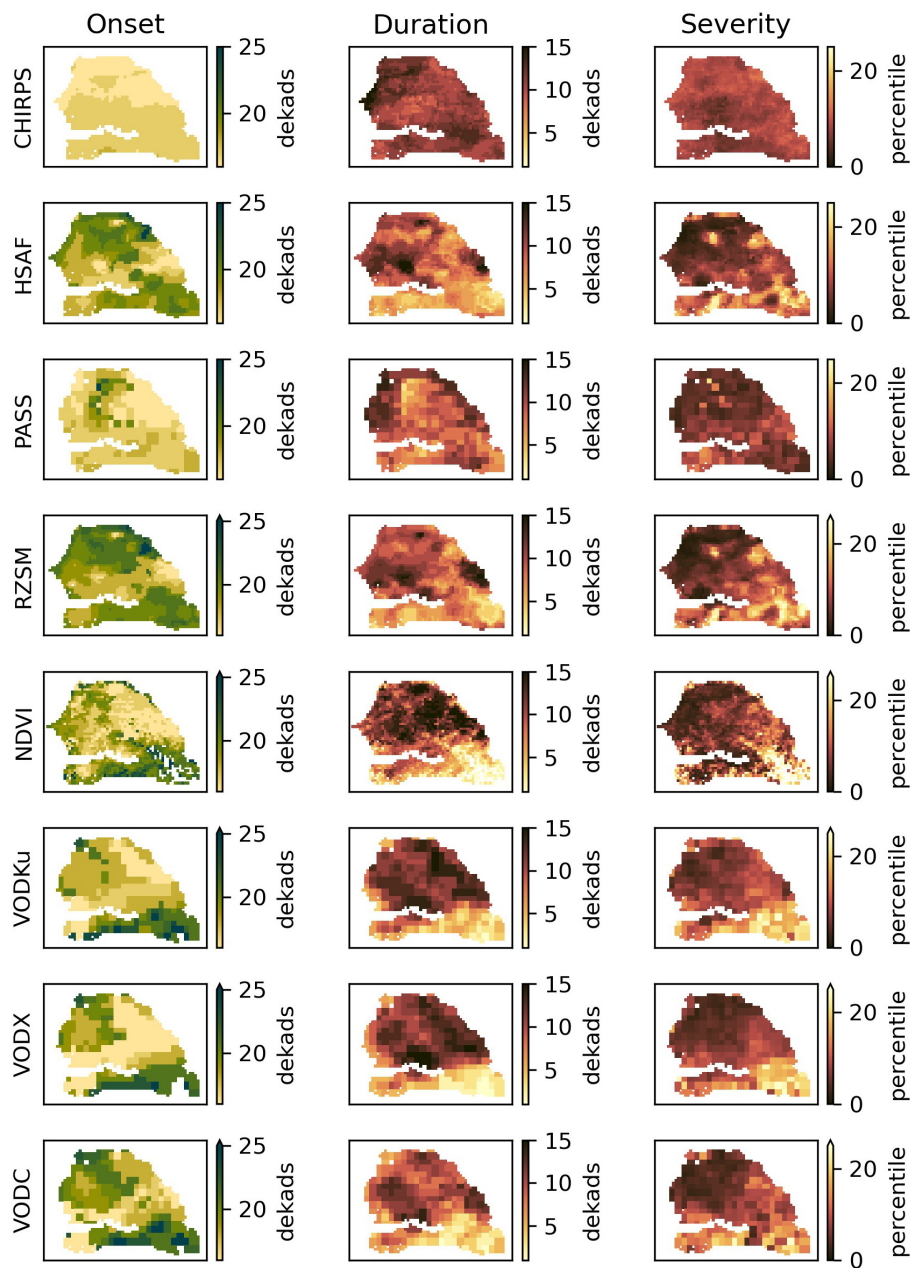 Onset Duration Severity
CHIRPS 25 20 dekads 15 10 5 dekads 20 0 percentile
HSAF 25 20 dekads 15 10 5 dekads 20 0 percentile
PASS 25 20 dekads 15 10 5 dekads 20 0 percentile
RZSM 25 20 dekads 15 10 5 dekads 20 0 percentile
NDVI 25 20 dekads 15 10 5 dekads 20 0 percentile
VODKu 25 20 dekads 15 10 5 dekads 20 0 percentile
VODX 25 20 dekads 15 10 5 dekads 20 0 percentile
VODC 25 20 dekads 15 10 5 dekads 20 0 percentile